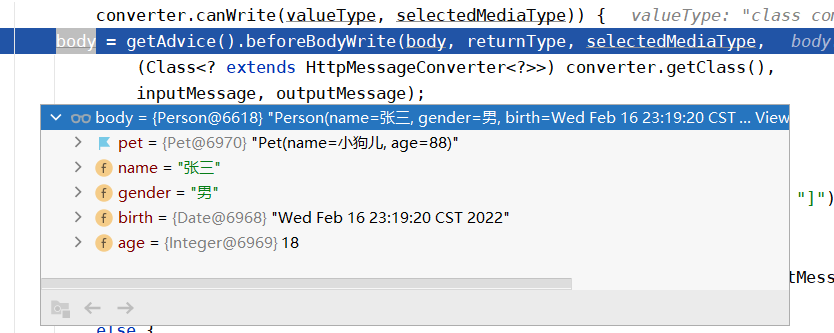 converter.canWrite(valueType, selectedMediaType)) { valueType: "class com
body = getAdvice().beforeBodyWrite(body, returnType, selectedMediaType, body
(Class<? extends HttpMessageConverter<?>>) converter.getClass(),
inputMessage, outputMessage);
body = {Person@6618} "Person(name=张三, gender=男, birth=Wed Feb 16 23:19:20 CST ... View
pet = {Pet@6970} "Pet(name=小狗儿, age=88)"
f name = "张三"
f gender = "男"
"]")
f birth = {Date@6968} "Wed Feb 16 23:19:20 CST 2022"
f age = {Integer@6969} 18
tMess
else {